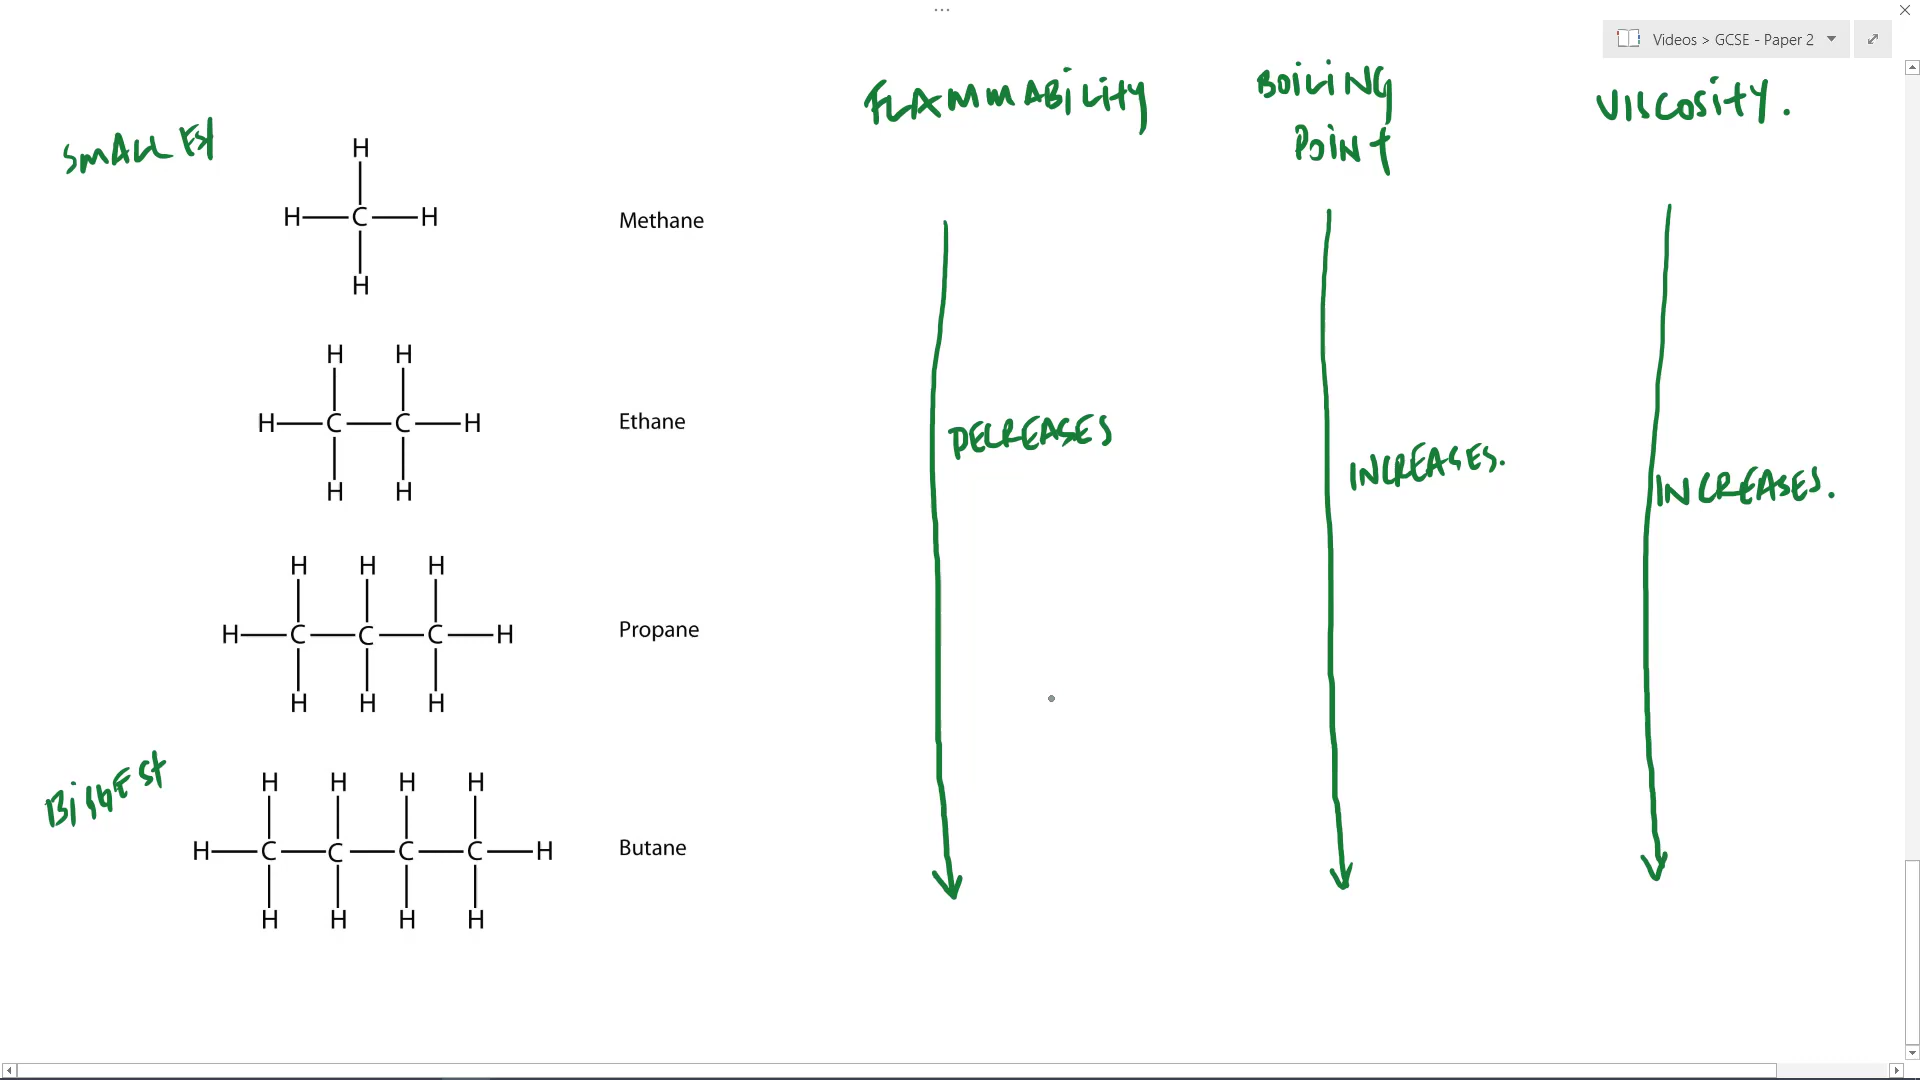 Videos > GCSE - Paper 2
FLAMMABiLitY
BOiLiNG
POiNt
ViSCOSitY.
SMALLESt
H
H C H
H
Methane
H H
H C C H
H H
Ethane
DECREASES
INCREASES.
INCREASES.
H H H
H C C C H
H H H
Propane
BiGGESt
H H H H
H C C C C H
H H H H
Butane